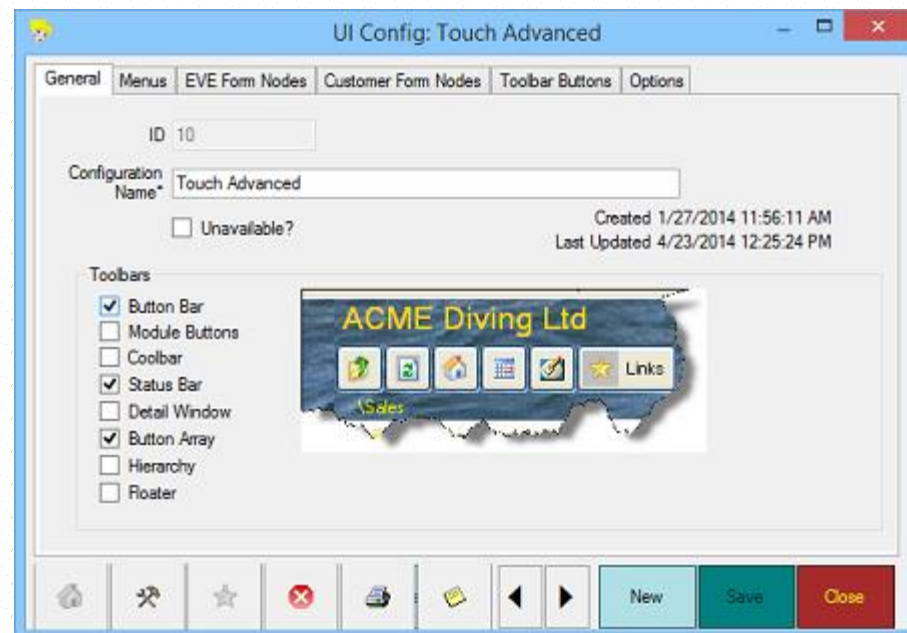 UI Config: Touch Advanced
General Menus EVE Form Nodes Customer Form Nodes Toolbar Buttons Options
ID 10
Configuration
Name* Touch Advanced
Unavailable?
Created 1/27/2014 11:56:11 AM
Last Updated 4/23/2014 12:25:24 PM
Toolbars
Button Bar
Module Buttons
Coolbar
Status Bar
Detail Window
Button Array
Hierarchy
Floater
ACME Diving Ltd
Links
\Sales
New Save Close